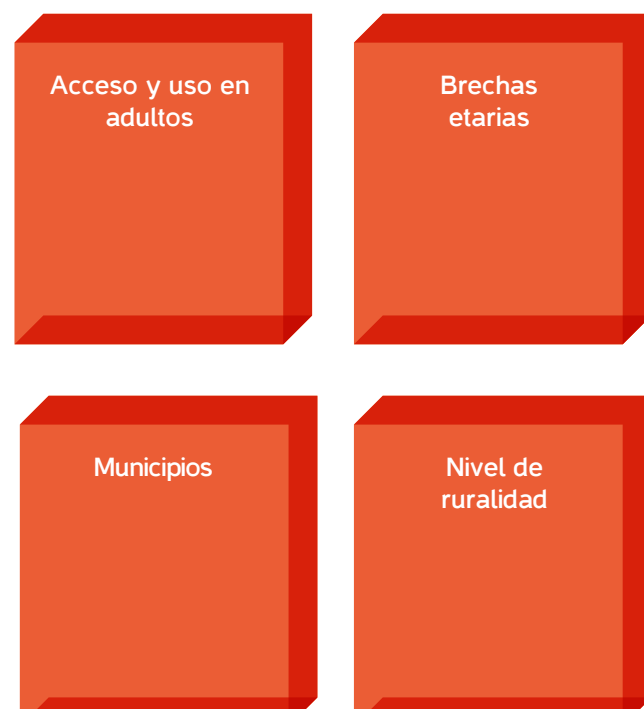 Acceso y uso en
adultos
Brechas
etarias
Municipios
Nivel de
ruralidad